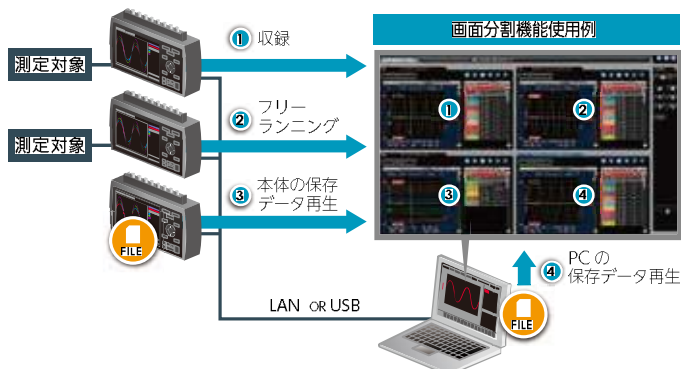 画面分割機能使用例
① 収録
測定対象
② フリー
ランニング
測定対象
③ 本体の保存
データ再生
FILE
① ②
③ ④
④ PCの
保存データ再生
FILE
LAN OR USB